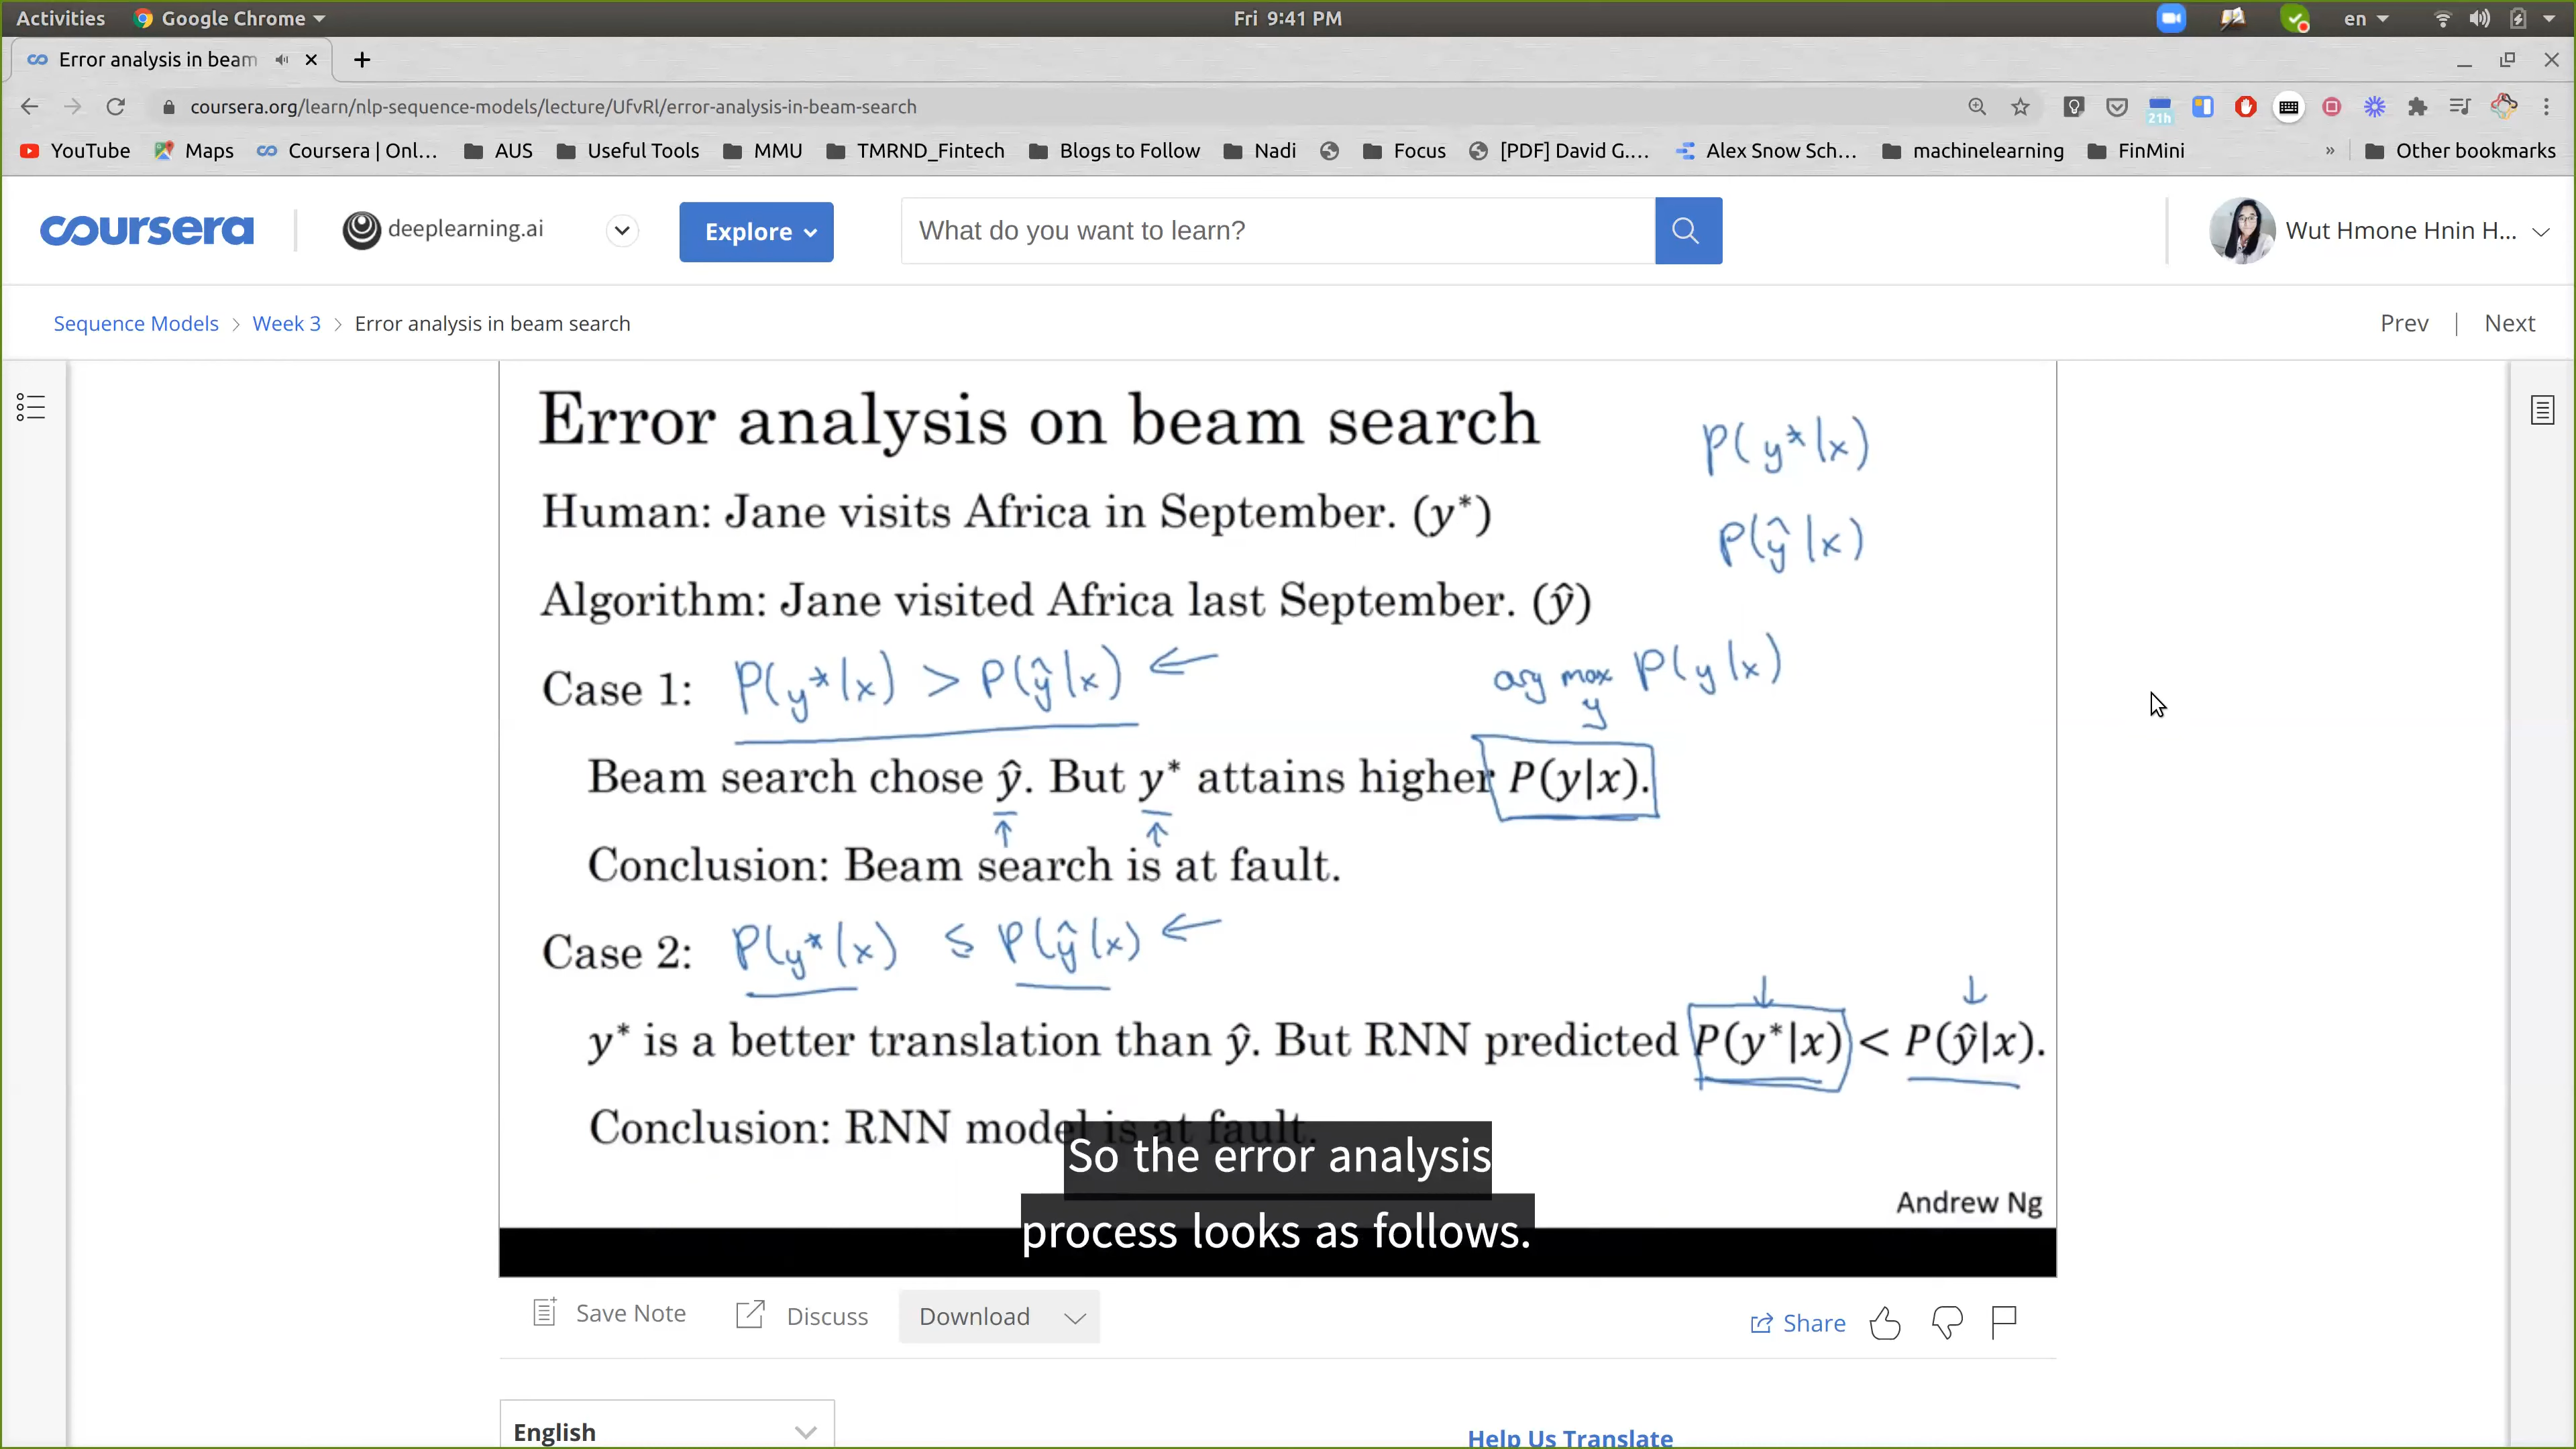 Activities Google Chrome Fri 9:41 PM en
Error analysis in beam
coursera.org/learn/nlp-sequence-models/lecture/UfvRl/error-analysis-in-beam-search
21h
YouTube Maps Coursera | Onl... AUS Useful Tools MMU TMRND_Fintech Blogs to Follow Nadi Focus [PDF] David G.... Alex Snow Sch... machinelearning FinMini » Other bookmarks
coursera deeplearning.ai Explore What do you want to learn? Wut Hmone Hnin H...
Sequence Models > Week 3 > Error analysis in beam search Prev | Next
Error analysis on beam search
P(y*|x)
Human: Jane visits Africa in September. (y*)
P(ŷ|x)
Algorithm: Jane visited Africa last September. (ŷ)
Case 1: P(y*|x) > P(ŷ|x) ← arg max P(y|x)
y
Beam search chose ŷ. But y* attains higher P(y|x).
Conclusion: Beam search is at fault.
Case 2: P(y*|x) ≤ P(ŷ|x) ←
y* is a better translation than ŷ. But RNN predicted P(y*|x) < P(ŷ|x).
Conclusion: RNN model is at fault.
So the error analysis
process looks as follows.
Andrew Ng
Save Note Discuss Download Share
English
Help Us Translate